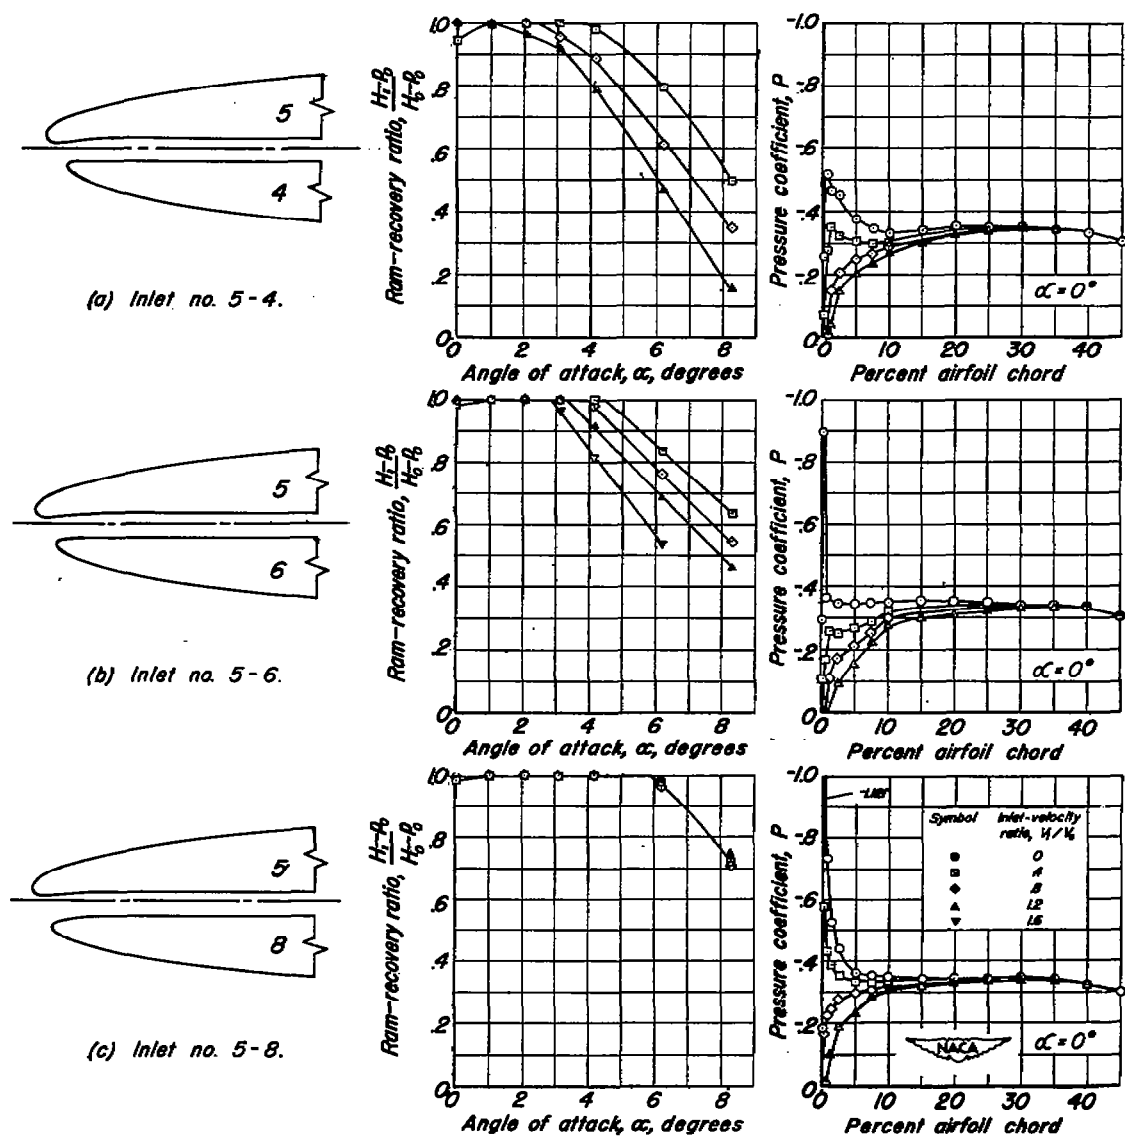 5
4
(a) Inlet no. 5-4.
Ram-recovery ratio, H₁-p₀/H₀-p₀
1.0
.8
.6
.4
.2
0
0 2 4 6 8
Angle of attack, α, degrees
Pressure coefficient, P
-1.0
-.8
-.6
-.4
-.2
0
α = 0°
0 10 20 30 40
Percent airfoil chord
5
6
(b) Inlet no. 5-6.
Ram-recovery ratio, H₁-p₀/H₀-p₀
1.0
.8
.6
.4
.2
0
0 2 4 6 8
Angle of attack, α, degrees
Pressure coefficient, P
-1.0
-.8
-.6
-.4
-.2
0
α = 0°
0 10 20 30 40
Percent airfoil chord
5
8
(c) Inlet no. 5-8.
Ram-recovery ratio, H₁-p₀/H₀-p₀
1.0
.8
.6
.4
.2
0
0 2 4 6 8
Angle of attack, α, degrees
Pressure coefficient, P
-1.0
-.8
-.6
-.4
-.2
0
Symbol Inlet-velocity
ratio, V₁/V₀
0
.4
.8
1.2
1.6
NACA
α = 0°
0 10 20 30 40
Percent airfoil chord